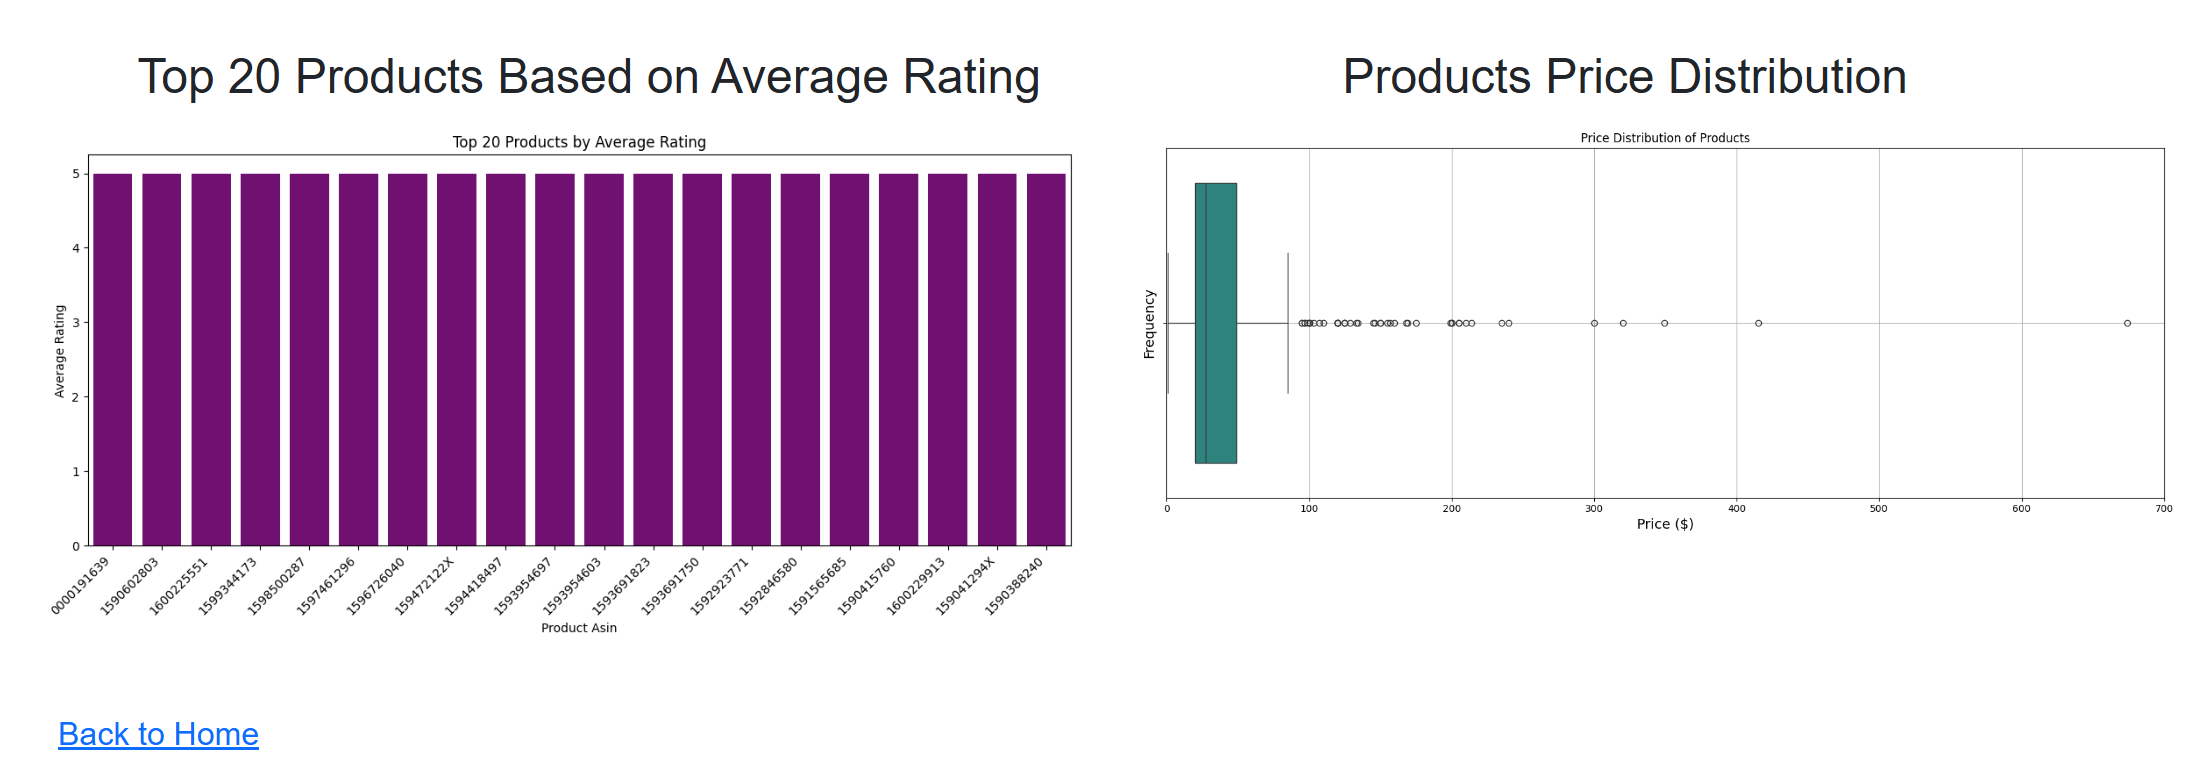 Top 20 Products Based on Average Rating
Top 20 Products by Average Rating
5
4
3
2
1
0
Average Rating
0000191639
1590602803
1600225551
1599344173
1598500287
1597461296
1596726040
159472122X
1594418497
1593954697
1593954603
1593691823
1593691750
1592923771
1592846580
1591565685
1590415760
1600229913
159041294X
1590388240
Product Asin
Products Price Distribution
Price Distribution of Products
Frequency
0 100 200 300 400 500 600 700
Price ($)
Back to Home